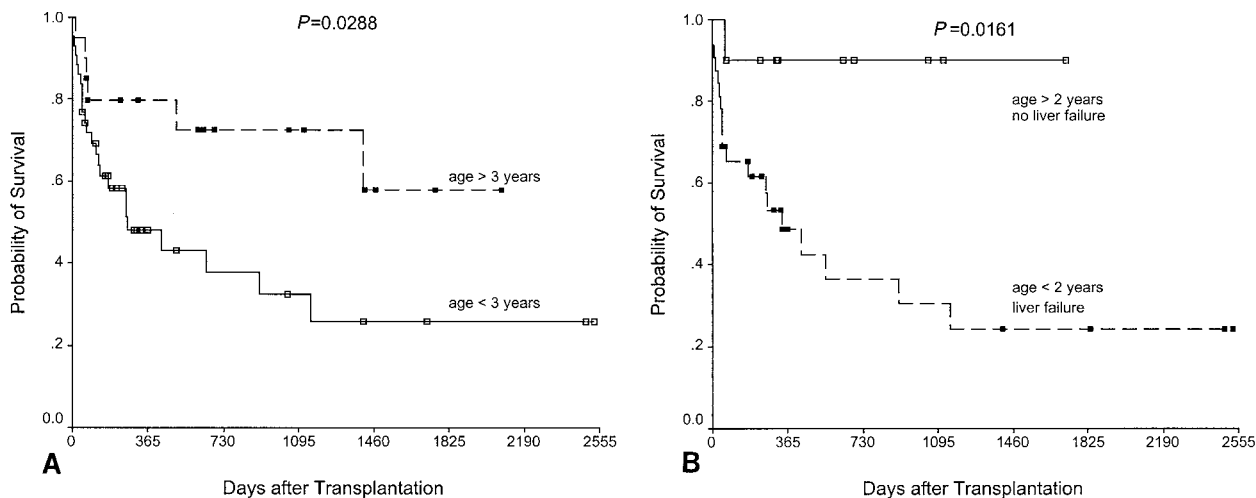 P=0.0288
Probability of Survival
1.0
.8
.6
.4
.2
0.0
age > 3 years
age < 3 years
0 365 730 1095 1460 1825 2190 2555
A
Days after Transplantation
P=0.0161
Probability of Survival
1.0
.8
.6
.4
.2
0.0
age > 2 years
no liver failure
age < 2 years
liver failure
0 365 730 1095 1460 1825 2190 2555
B
Days after Transplantation